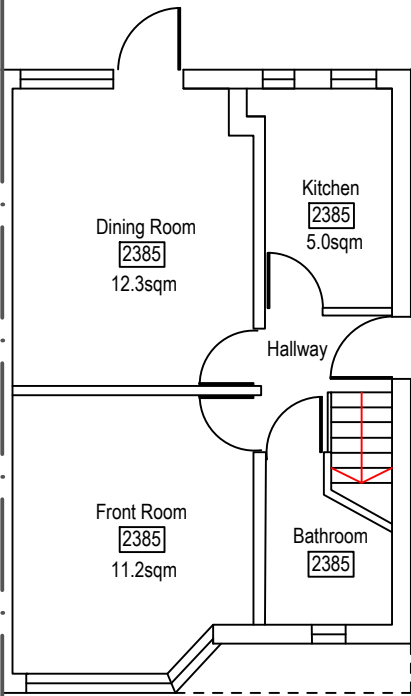 Kitchen
2385
5.0sqm
Dining Room
2385
12.3sqm
Hallway
Front Room
2385
11.2sqm
Bathroom
2385